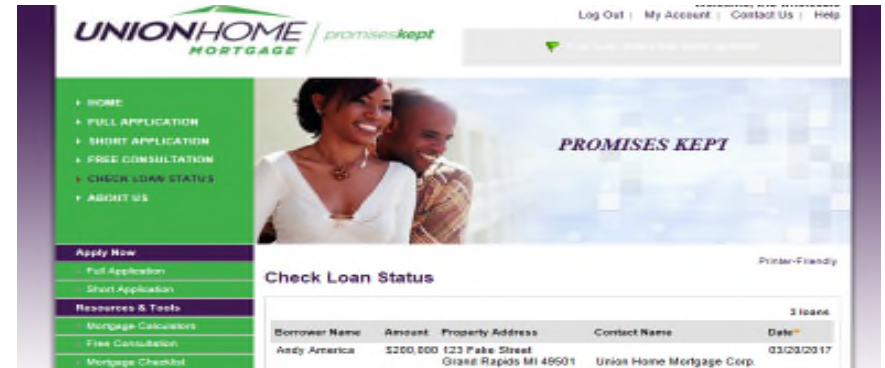 Log Out | My Account | Contact Us | Help
UNIONHOME MORTGAGE promiseskept
HOME
FULL APPLICATION
SHORT APPLICATION
FREE CONSULTATION
CHECK LOAN STATUS
ABOUT US
PROMISES KEPT
Apply Now
Full Application
Short Application
Resources & Tools
Mortgage Calculators
Free Consultation
Mortgage Checklist
Printer-Friendly
Check Loan Status
3 loans
Borrower Name Amount Property Address Contact Name Date
Andy America $200,000 123 Fake Street 03/20/2017
Grand Rapids MI 49501 Union Home Mortgage Corp.